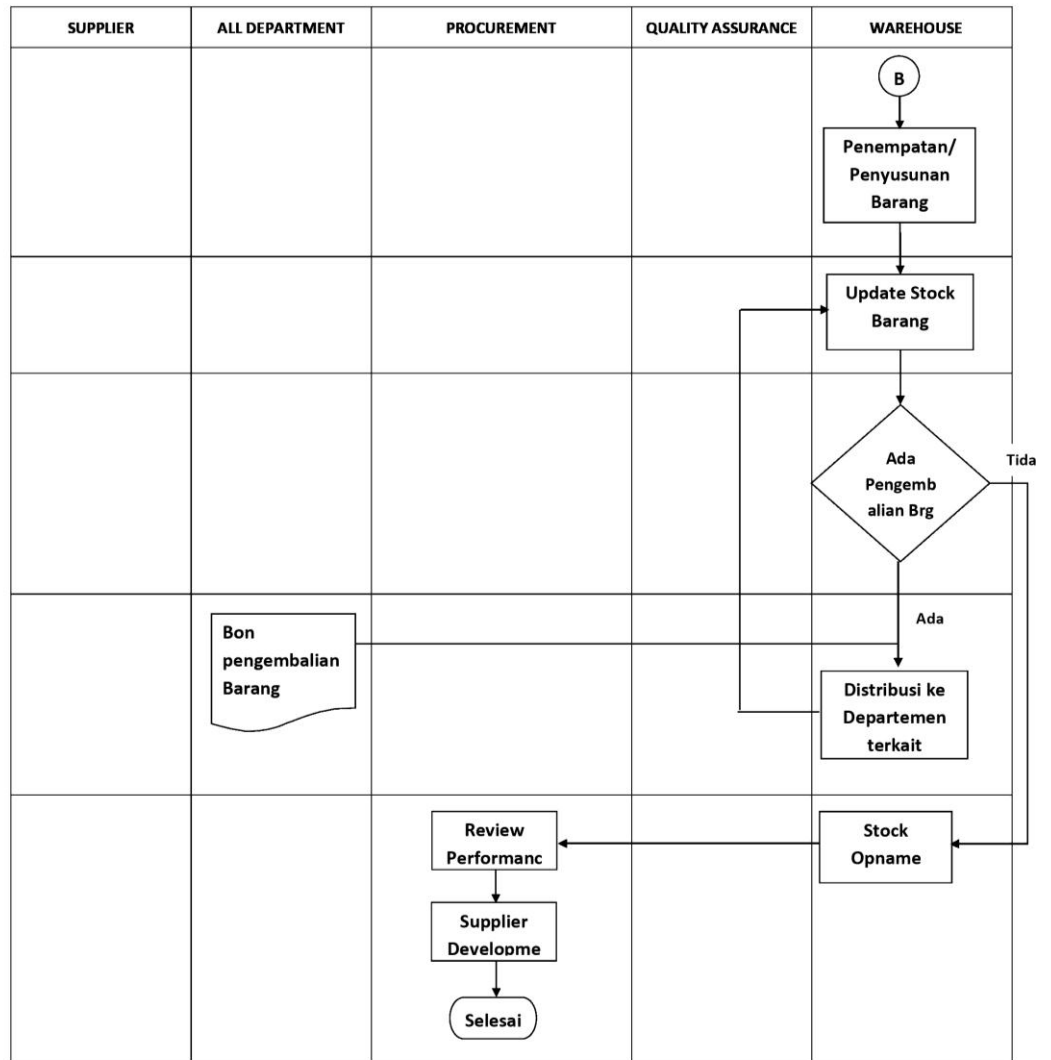 SUPPLIER
ALL DEPARTMENT
PROCUREMENT
QUALITY ASSURANCE
WAREHOUSE
B
Penempatan/
Penyusunan
Barang
Update Stock
Barang
Ada
Pengemb
alian Brg
Tida
Ada
Bon
pengembalian
Barang
Distribusi ke
Departemen
terkait
Review
Performanc
Stock
Opname
Supplier
Developme
Selesai